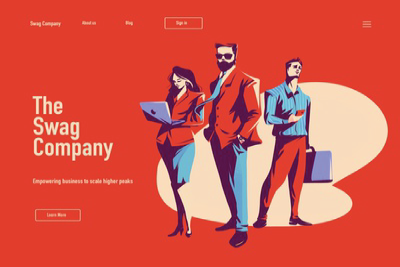 Swag Company
About us
Blog
Sign in
The
Swag
Company
Empowering business to scale higher peaks
Learn More